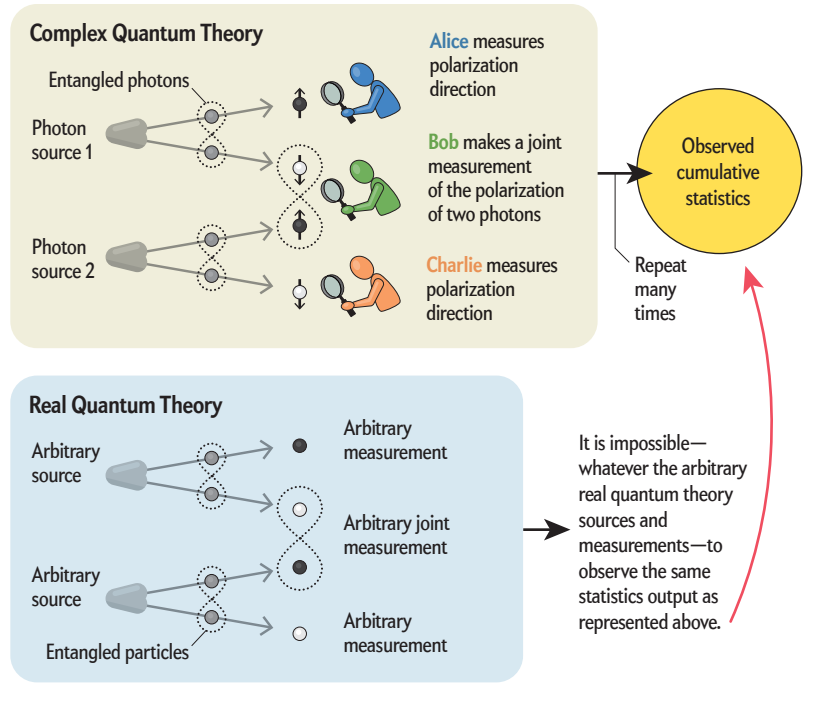 Complex Quantum Theory
Entangled photons
Photon
source 1
Photon
source 2
Alice measures
polarization
direction
Bob makes a joint
measurement
of the polarization
of two photons
Charlie measures
polarization
direction
Observed
cumulative
statistics
Repeat
many
times
Real Quantum Theory
Arbitrary
source
Arbitrary
source
Entangled particles
Arbitrary
measurement
Arbitrary joint
measurement
Arbitrary
measurement
It is impossible—
whatever the arbitrary
real quantum theory
sources and
measurements—to
observe the same
statistics output as
represented above.